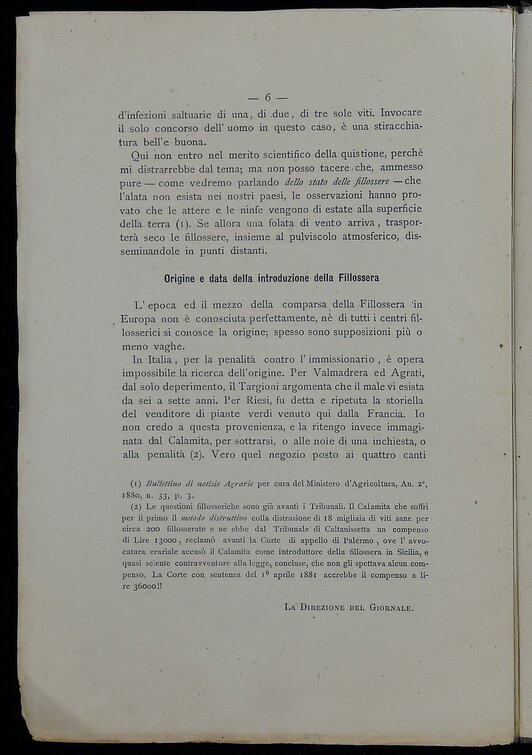 — 6 —
d'infezioni saltuarie di una, di due, di tre sole viti. Invocare
il solo concorso dell' uomo in questo caso, è una stiracchia-
tura bell'e buona.
Qui non entro nel merito scientifico della quistione, perchè
mi distrarrebbe dal tema; ma non posso tacere che, ammesso
pure — come vedremo parlando dello stato delle fillossere — che
l'alata non esista nei nostri paesi, le osservazioni hanno pro-
vato che le attere e le ninfe vengono di estate alla superficie
della terra (1). Se allora una folata di vento arriva, traspor-
terà seco le fillossere, insieme al pulviscolo atmosferico, dis-
seminandole in punti distanti.
Origine e data della introduzione della Fillossera
L' epoca ed il mezzo della comparsa della Fillossera in
Europa non è conosciuta perfettamente, nè di tutti i centri fil-
losserici si conosce la origine; spesso sono supposizioni più o
meno vaghe.
In Italia, per la penalità contro l' immissionario, è opera
impossibile la ricerca dell'origine. Per Valmadrera ed Agrati,
dal solo deperimento, il Targioni argomenta che il male vi esista
da sei a sette anni. Per Riesi, fu detta e ripetuta la storiella
del venditore di piante verdi venuto qui dalla Francia. Io
non credo a questa provenienza, e la ritengo invece immagi-
nata dal Calamita, per sottrarsi, o alle noie di una inchiesta, o
alla penalità (2). Vero quel negozio posto ai quattro canti
(1) Bullettino di notizie Agrarie per cura del Ministero d'Agricoltura, An. 2º,
1880, n. 33, p. 3.
(2) Le questioni fillosseriche sono già avanti i Tribunali. Il Calamita che soffrì
per il primo il metodo distruttivo colla distruzione di 18 migliaia di viti sane per
circa 200 fillosserate e ne ebbe dal Tribunale di Caltanissetta un compenso
di Lire 13000, reclamò avanti la Corte di appello di Palermo, ove l' avvo-
catura erariale accusò il Calamita come introduttore della fillossera in Sicilia, e
quasi sciente contravventore alla legge, concluse, che non gli spettava alcun com-
penso. La Corte con sentenza del 1º aprile 1881 accrebbe il compenso a li-
re 36000!!
LA DIREZIONE DEL GIORNALE.